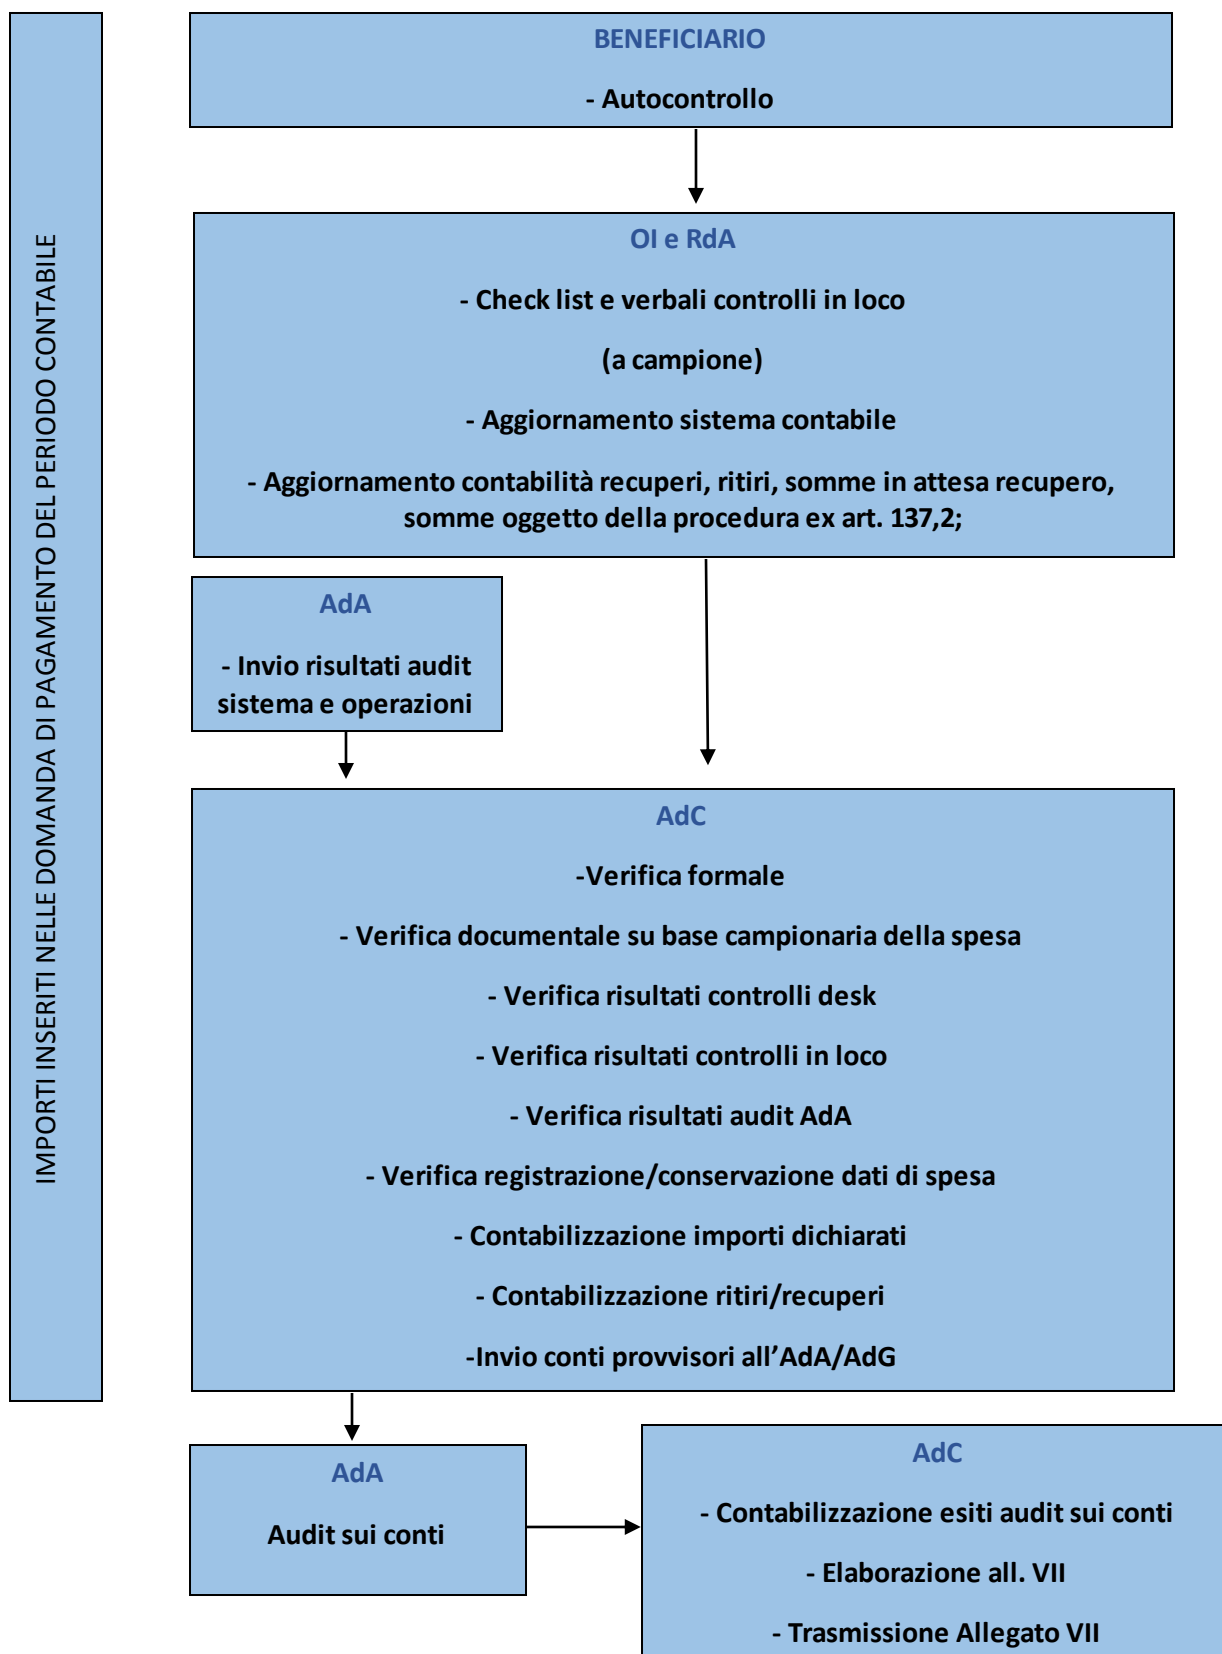 IMPORTI INSERITI NELLE DOMANDA DI PAGAMENTO DEL PERIODO CONTABILE
BENEFICIARIO
- Autocontrollo
OI e RdA
- Check list e verbali controlli in loco
(a campione)
- Aggiornamento sistema contabile
- Aggiornamento contabilità recuperi, ritiri, somme in attesa recupero,
somme oggetto della procedura ex art. 137,2;
AdA
- Invio risultati audit
sistema e operazioni
AdC
-Verifica formale
- Verifica documentale su base campionaria della spesa
- Verifica risultati controlli desk
- Verifica risultati controlli in loco
- Verifica risultati audit AdA
- Verifica registrazione/conservazione dati di spesa
- Contabilizzazione importi dichiarati
- Contabilizzazione ritiri/recuperi
-Invio conti provvisori all’AdA/AdG
AdA
Audit sui conti
AdC
- Contabilizzazione esiti audit sui conti
- Elaborazione all. VII
- Trasmissione Allegato VII